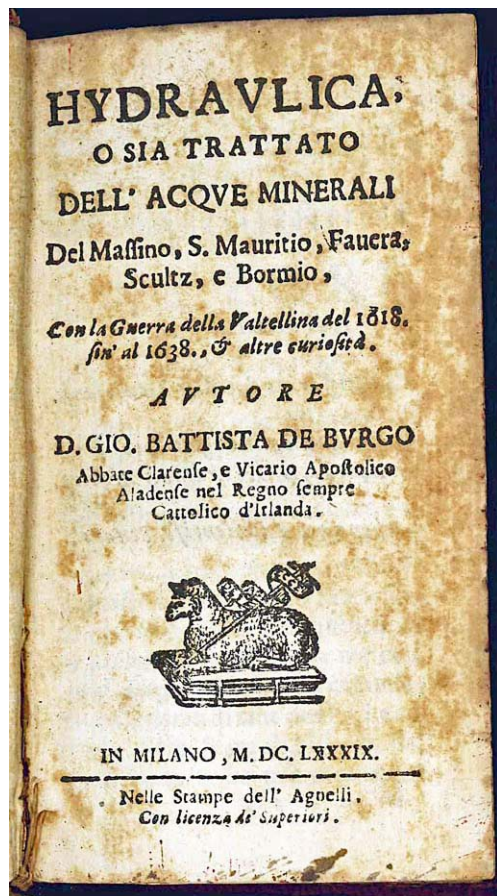 HYDRAVLICA,
O SIA TRATTATO
DELL' ACQVE MINERALI
Del Maſſino, S. Mauritio, Fauera,
Scultz, e Bormio,
Con la Guerra della Valtellina del 1618.
ſin' al 1638., & altre curioſità.
AVTORE
D. GIO. BATTISTA DE BVRGO
Abbate Clarenſe, e Vicario Apoſtolico
Aladenſe nel Regno ſempre
Cattolico d'Irlanda.
IN MILANO, M. DC. LXXXIX.
Nelle Stampe dell' Agnelli.
Con licenza de' Superiori.